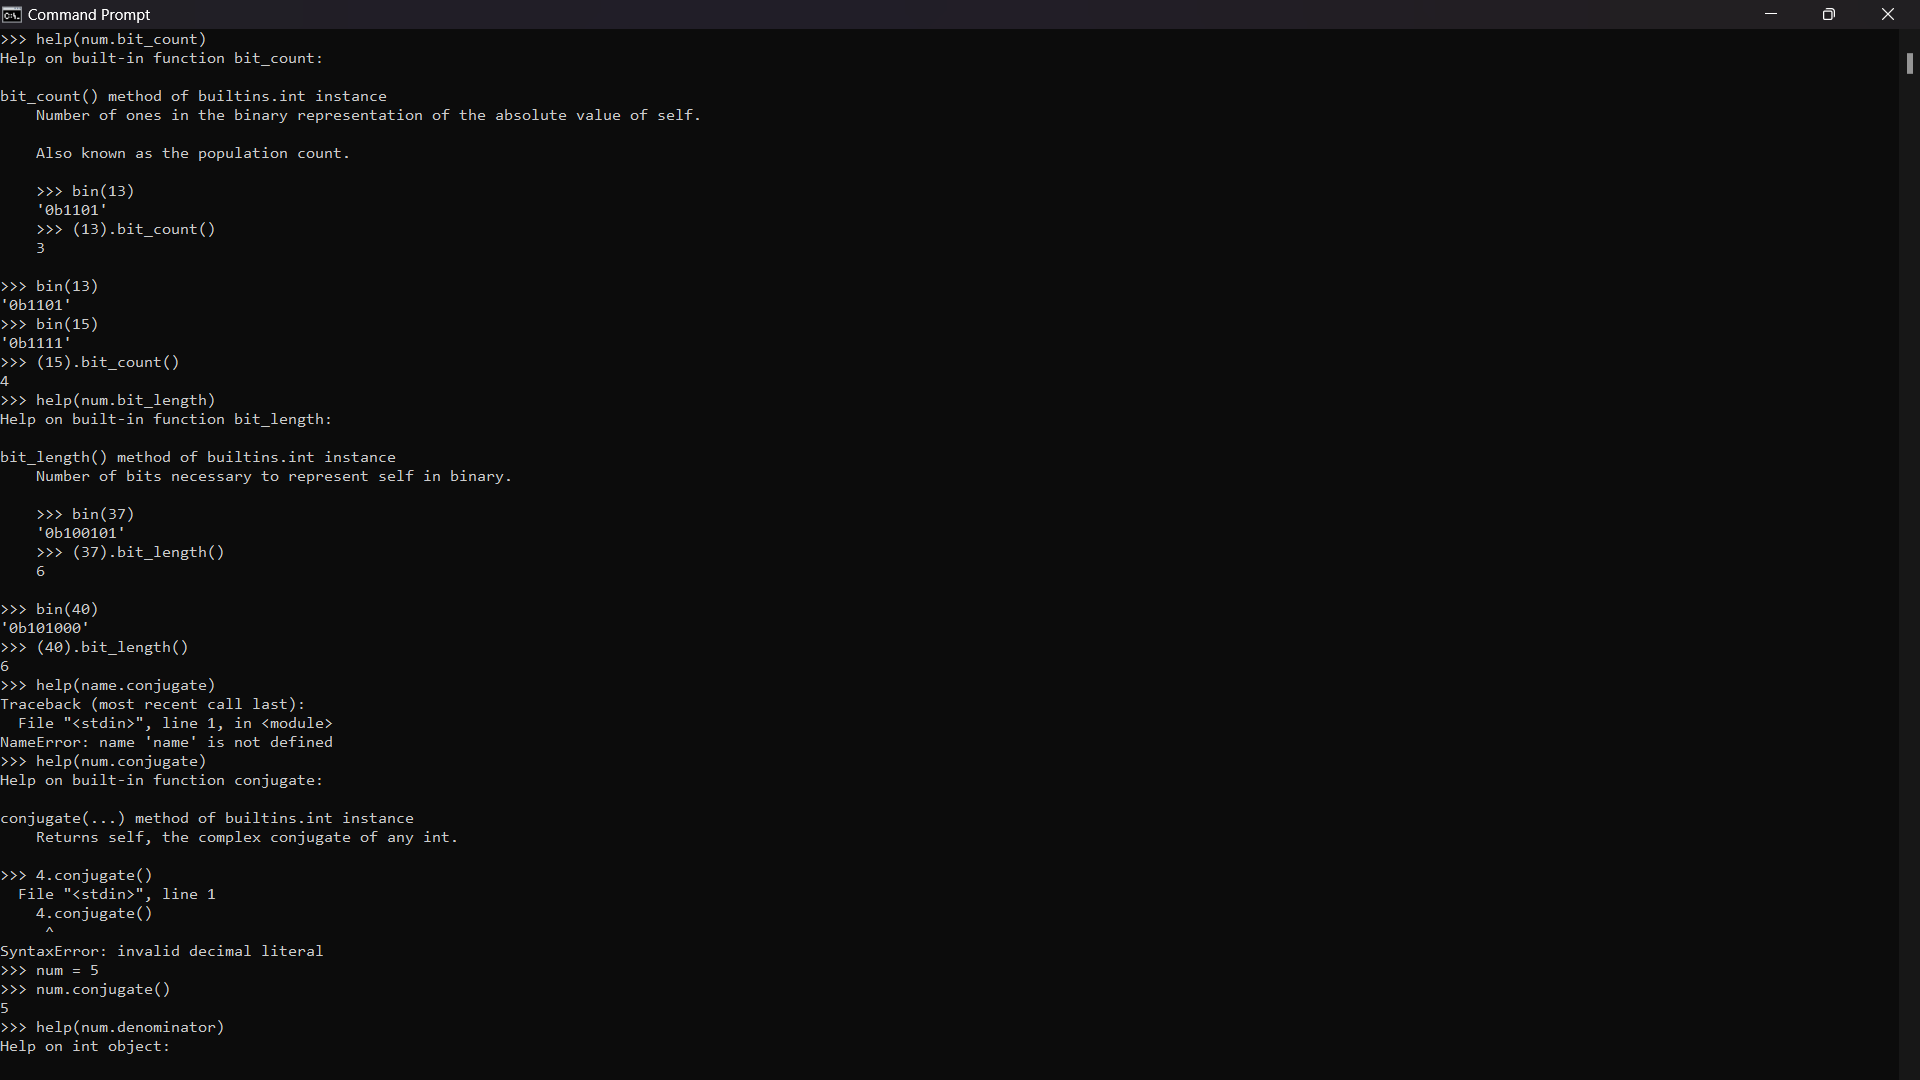 Command Prompt
>>> help(num.bit_count)
Help on built-in function bit_count:

bit_count() method of builtins.int instance
    Number of ones in the binary representation of the absolute value of self.

    Also known as the population count.

    >>> bin(13)
    '0b1101'
    >>> (13).bit_count()
    3

>>> bin(13)
'0b1101'
>>> bin(15)
'0b1111'
>>> (15).bit_count()
4
>>> help(num.bit_length)
Help on built-in function bit_length:

bit_length() method of builtins.int instance
    Number of bits necessary to represent self in binary.

    >>> bin(37)
    '0b100101'
    >>> (37).bit_length()
    6

>>> bin(40)
'0b101000'
>>> (40).bit_length()
6
>>> help(name.conjugate)
Traceback (most recent call last):
  File "<stdin>", line 1, in <module>
NameError: name 'name' is not defined
>>> help(num.conjugate)
Help on built-in function conjugate:

conjugate(...) method of builtins.int instance
    Returns self, the complex conjugate of any int.

>>> 4.conjugate()
  File "<stdin>", line 1
    4.conjugate()
     ^
SyntaxError: invalid decimal literal
>>> num = 5
>>> num.conjugate()
5
>>> help(num.denominator)
Help on int object: